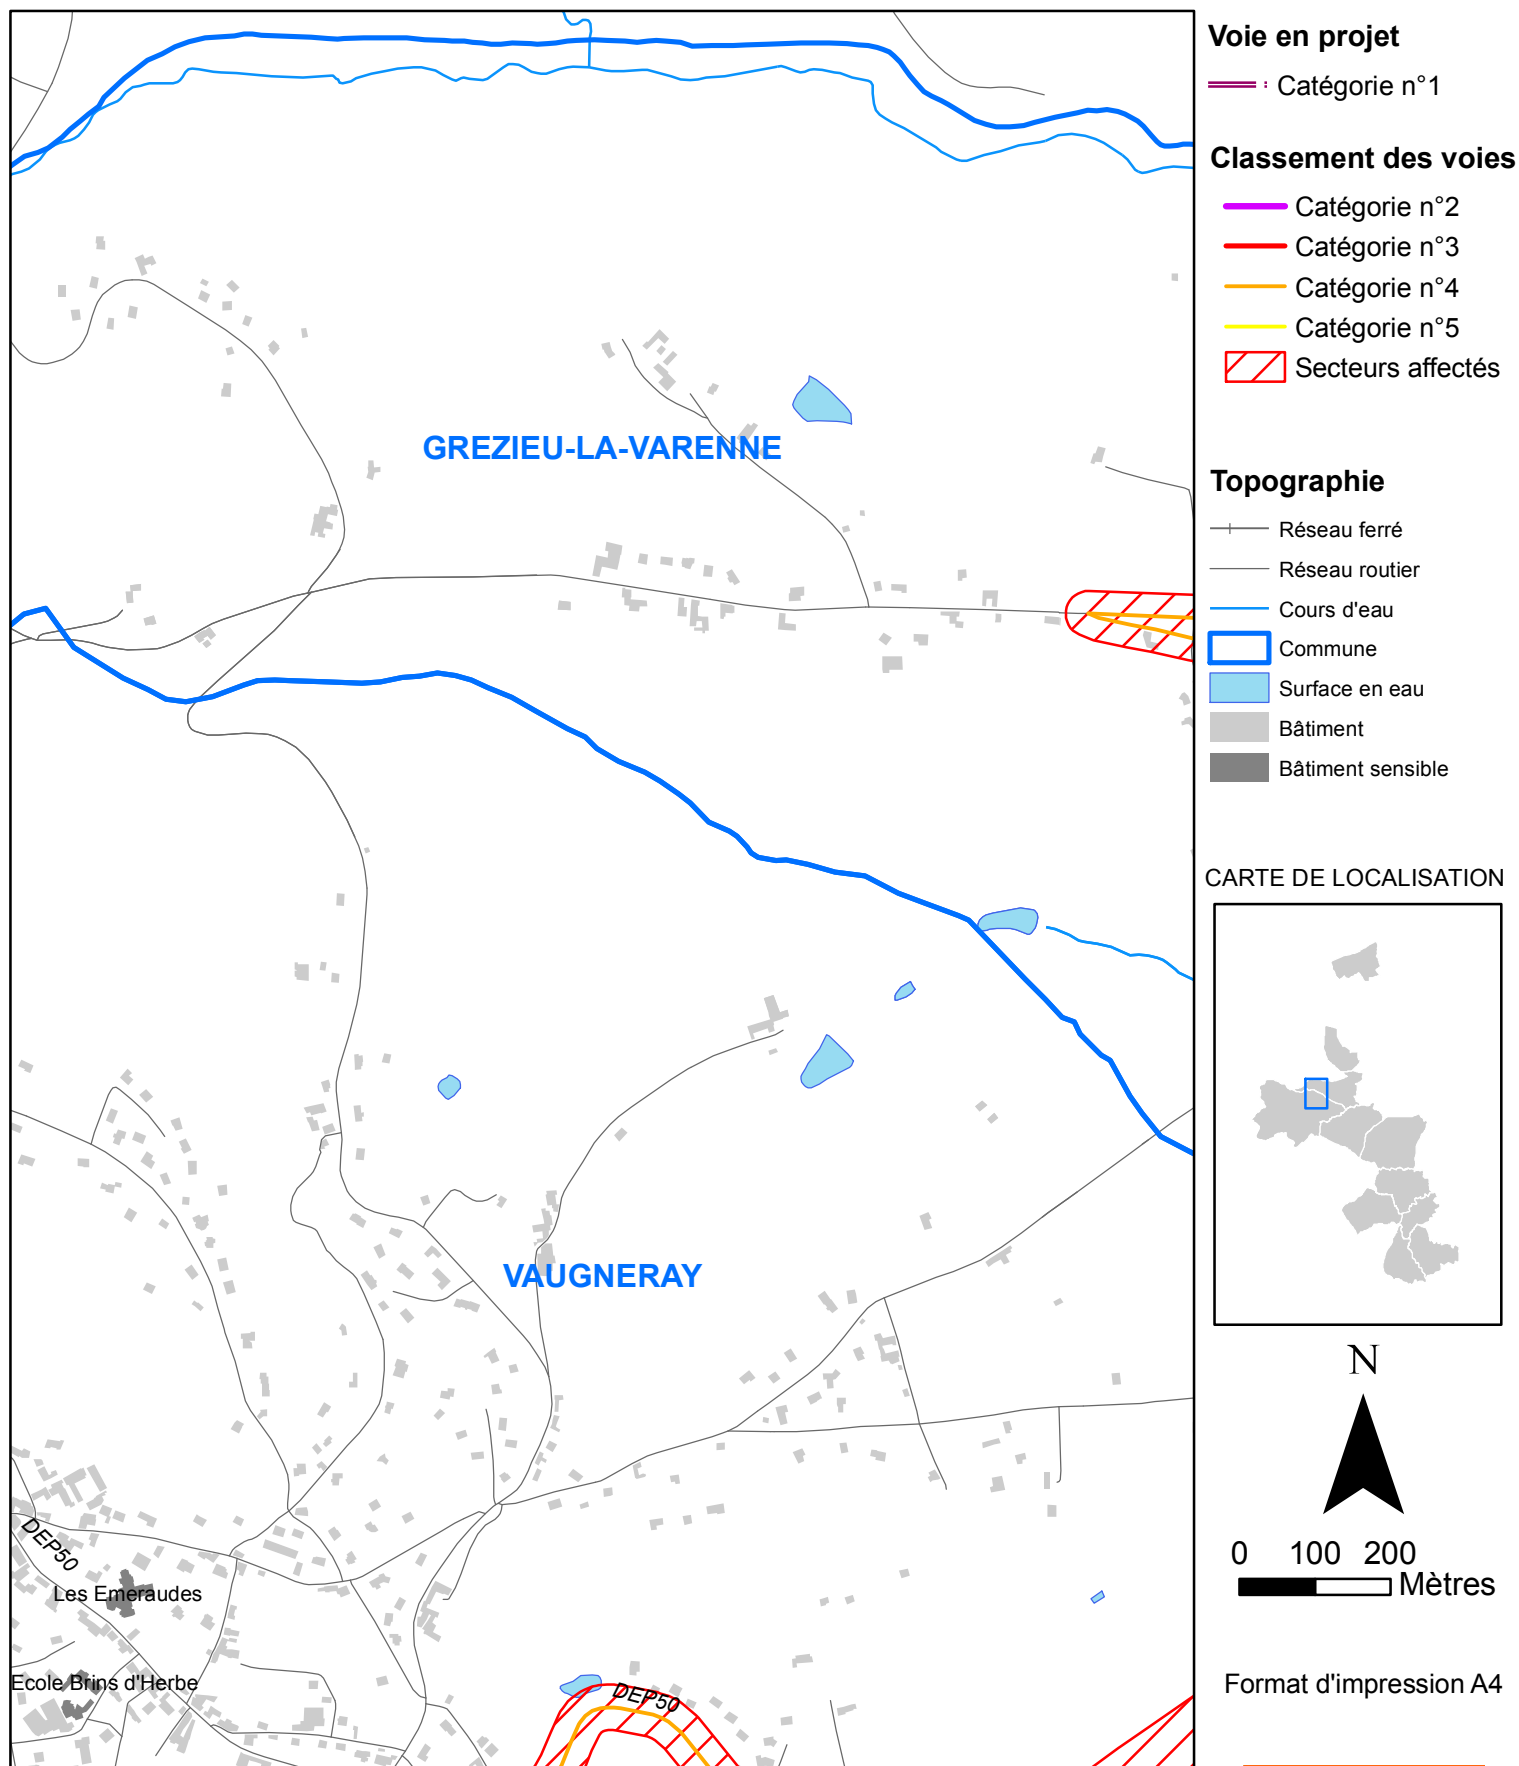 Voie en projet
Catégorie n°1
Classement des voies
Catégorie n°2
Catégorie n°3
Catégorie n°4
Catégorie n°5
Secteurs affectés
Topographie
Réseau ferré
Réseau routier
Cours d'eau
Commune
Surface en eau
Bâtiment
Bâtiment sensible
CARTE DE LOCALISATION
N
0 100 200
Mètres
Format d'impression A4
GREZIEU-LA-VARENNE
VAUGNERAY
DEP50
Les Emeraudes
Ecole Brins d'Herbe
DEP50